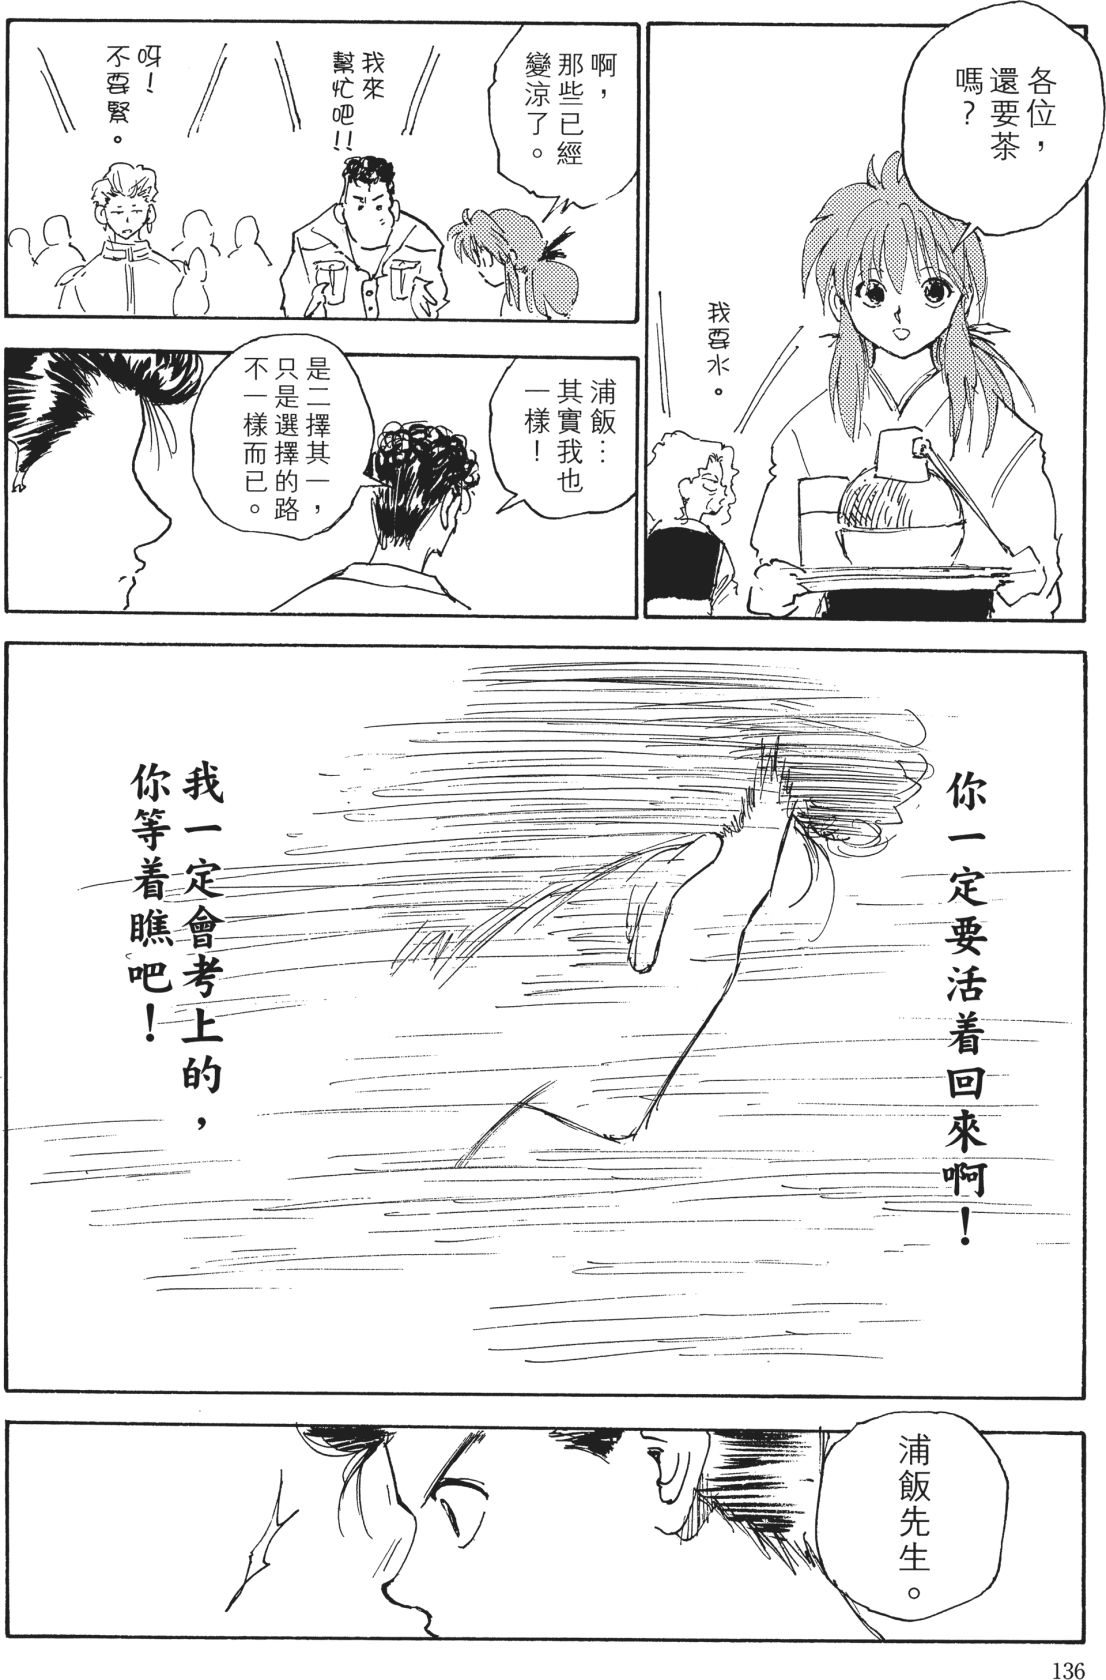 各位，
還要茶
嗎？
我要水。
啊，
那些已經
變涼了。
我來
幫忙吧!!
呀！
不要緊。
浦飯…
其實我也
一樣！
是二擇其一，
只是選擇的路
不一樣而已。
你一定要活着回來啊！
我一定會考上的，
你等着瞧吧！
浦飯先生。
136